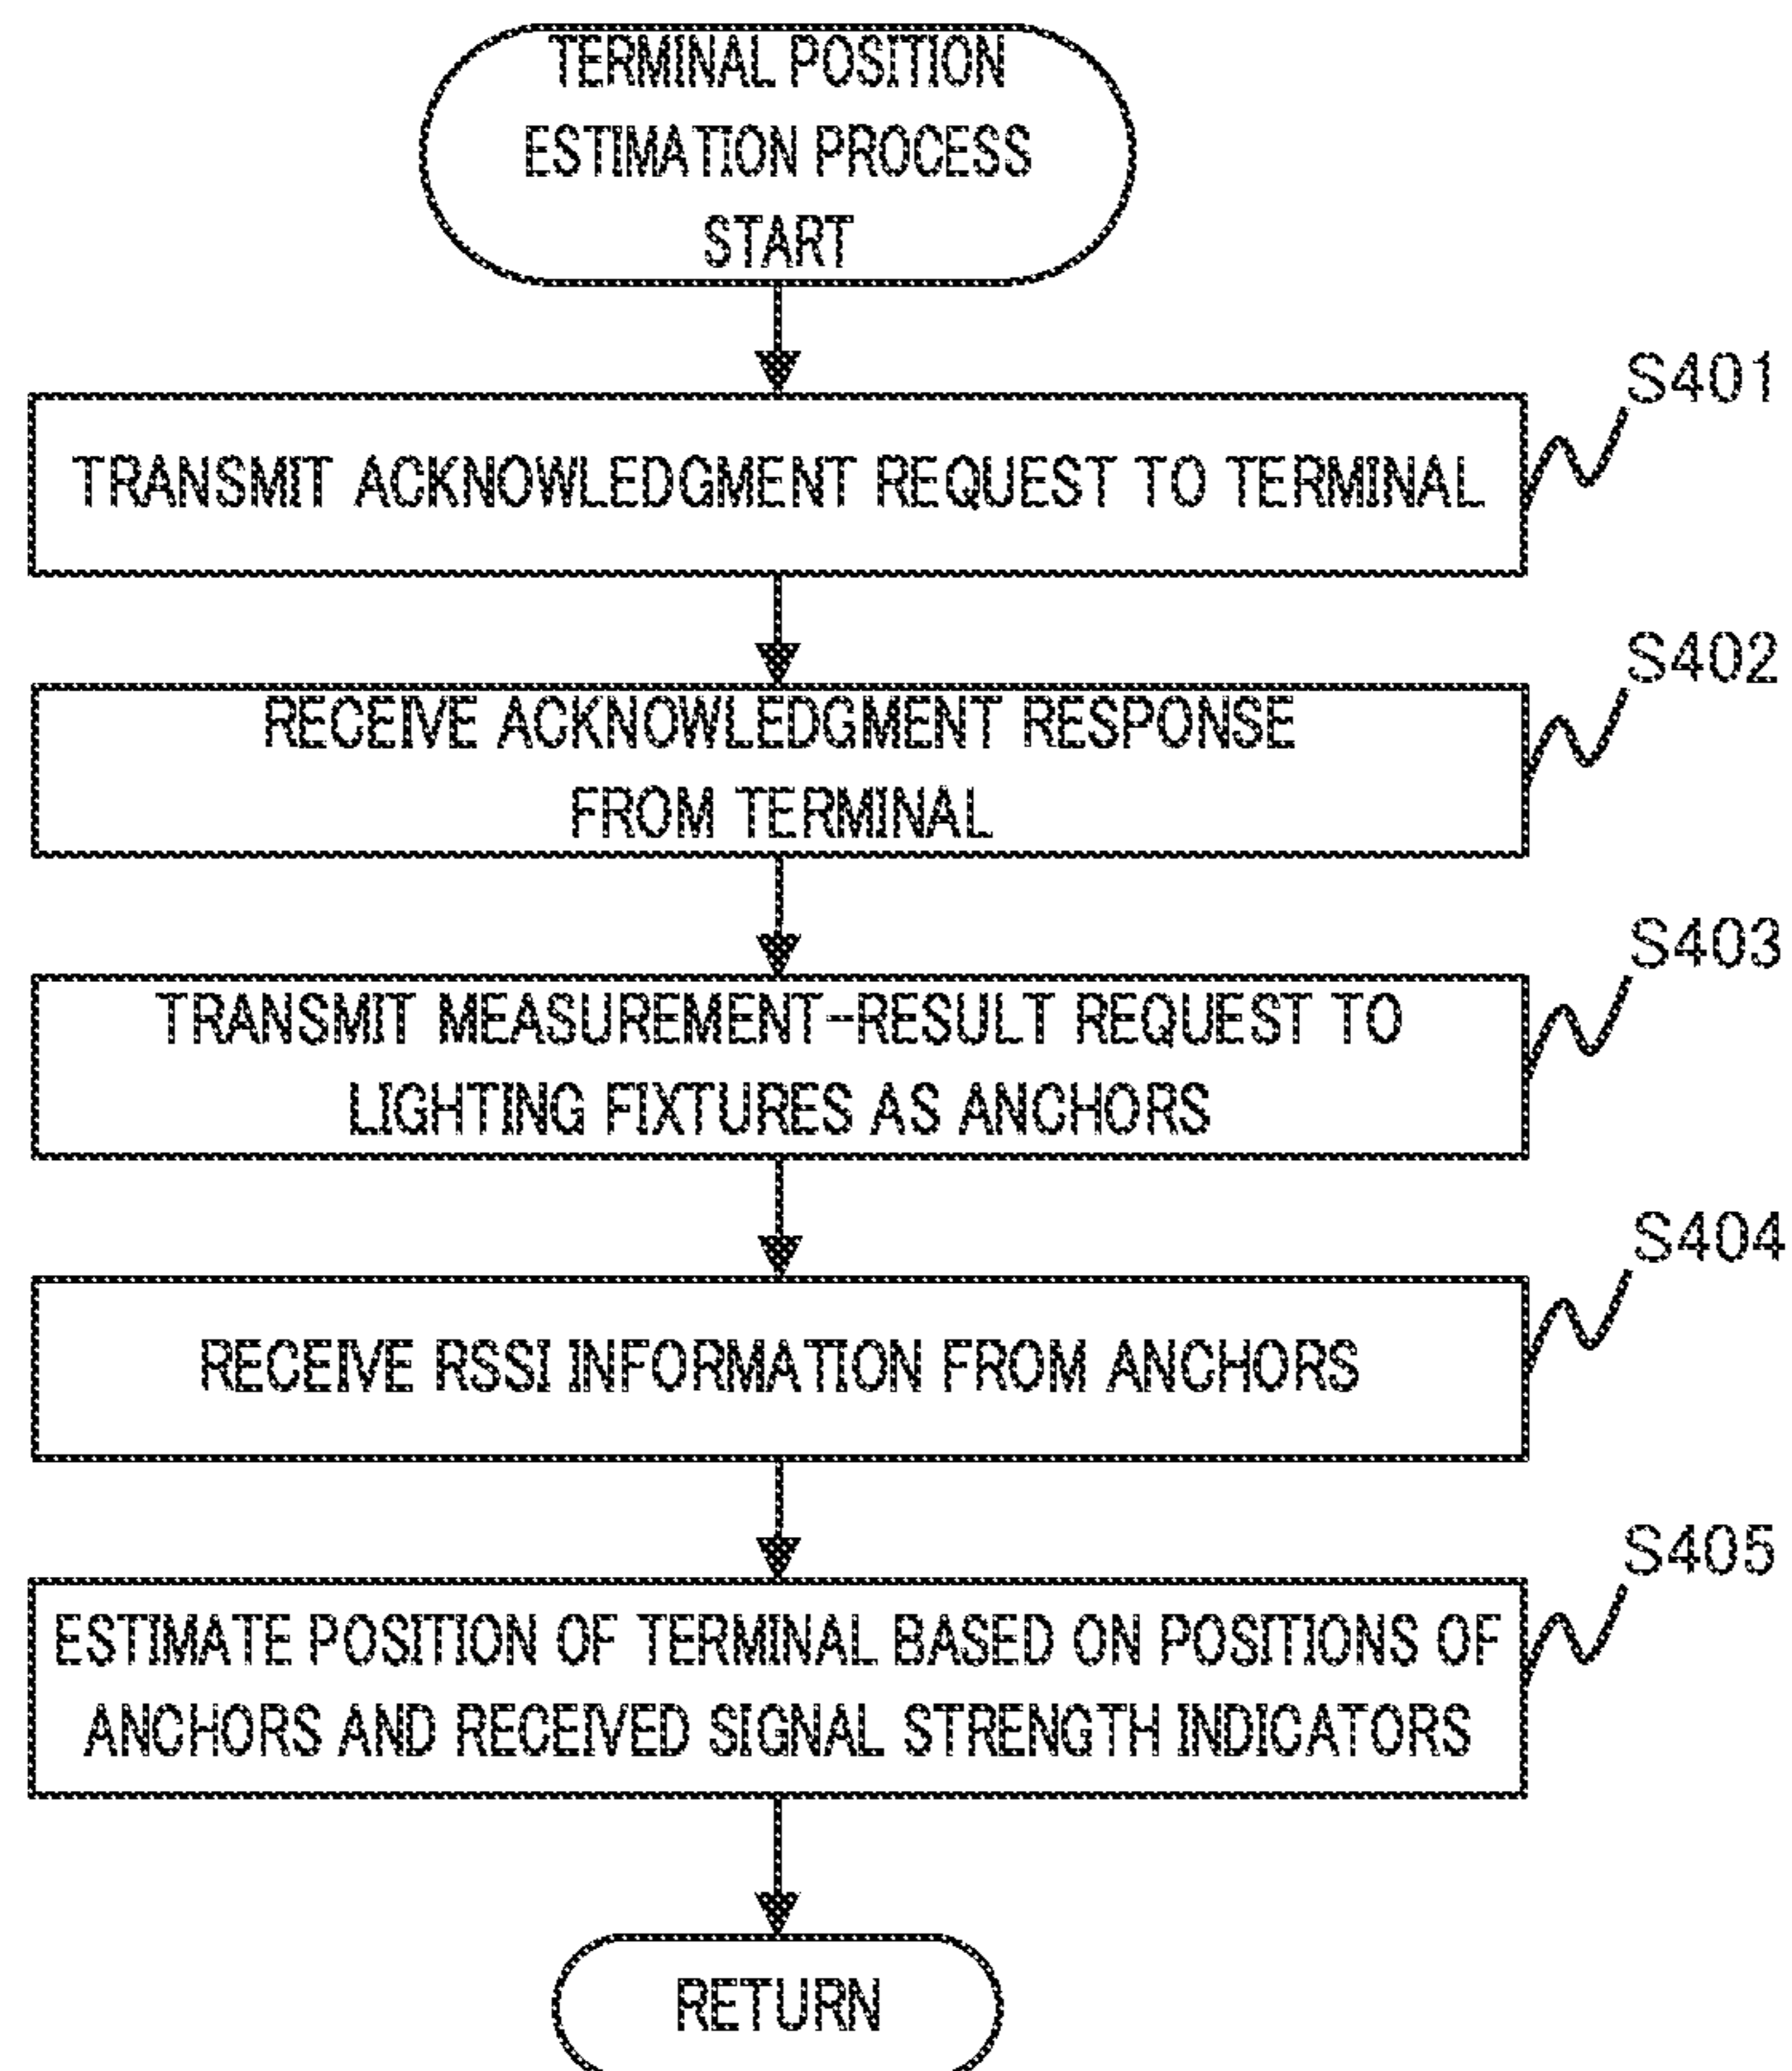 TERMINAL POSITION
ESTIMATION PROCESS
START
S401
TRANSMIT ACKNOWLEDGMENT REQUEST TO TERMINAL
S402
RECEIVE ACKNOWLEDGMENT RESPONSE
FROM TERMINAL
S403
TRANSMIT MEASUREMENT-RESULT REQUEST TO
LIGHTING FIXTURES AS ANCHORS
S404
RECEIVE RSSI INFORMATION FROM ANCHORS
S405
ESTIMATE POSITION OF TERMINAL BASED ON POSITIONS OF
ANCHORS AND RECEIVED SIGNAL STRENGTH INDICATORS
RETURN